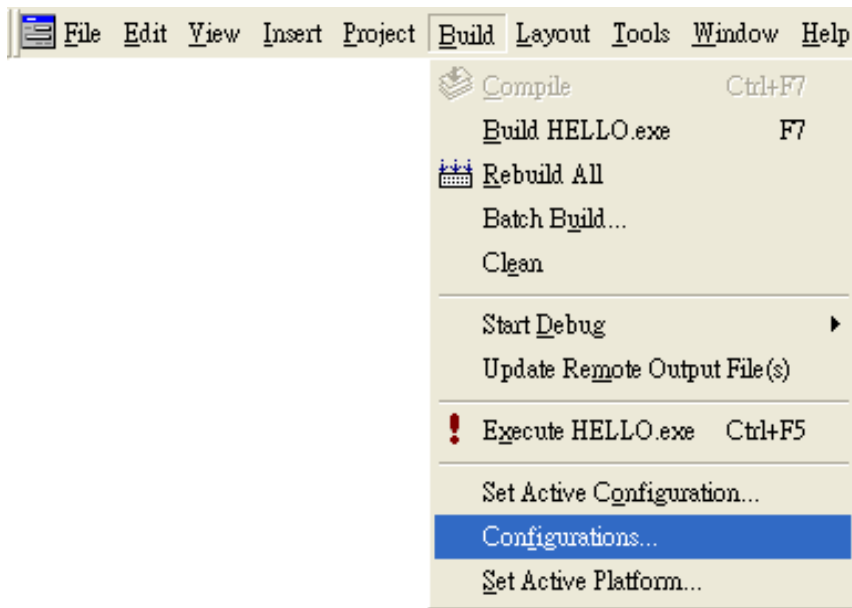 File Edit View Insert Project Build Layout Tools Window Help
Compile Ctrl+F7
Build HELLO.exe F7
Rebuild All
Batch Build...
Clean
Start Debug
Update Remote Output File(s)
Execute HELLO.exe Ctrl+F5
Set Active Configuration...
Configurations...
Set Active Platform...